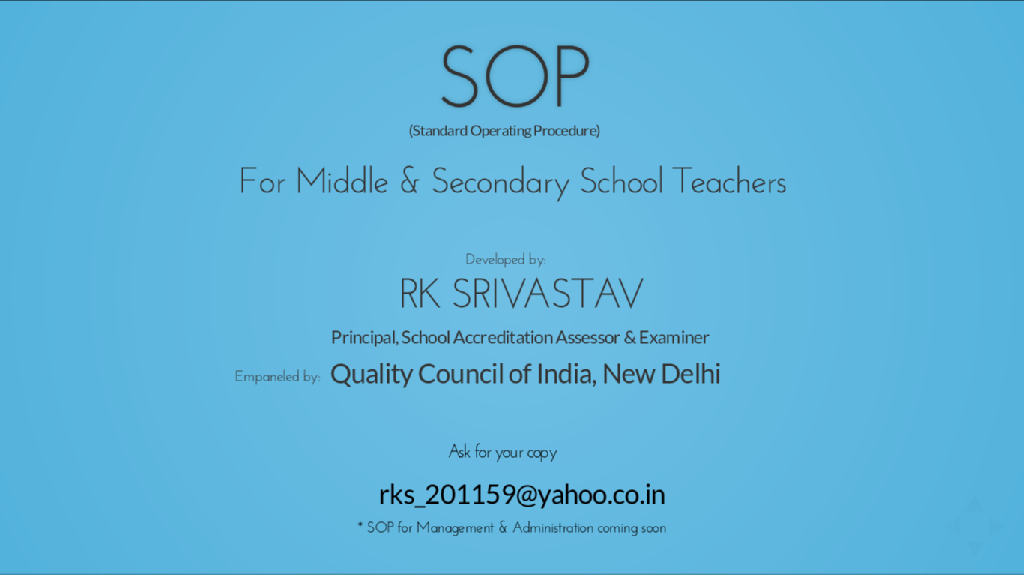 SOP
(Standard Operating Procedure)
For Middle & Secondary School Teachers
Developed by:
RK SRIVASTAV
Principal, School Accreditation Assessor & Examiner
Empaneled by: Quality Council of India, New Delhi
Ask for your copy
rks_201159@yahoo.co.in
* SOP for Management & Administration coming soon